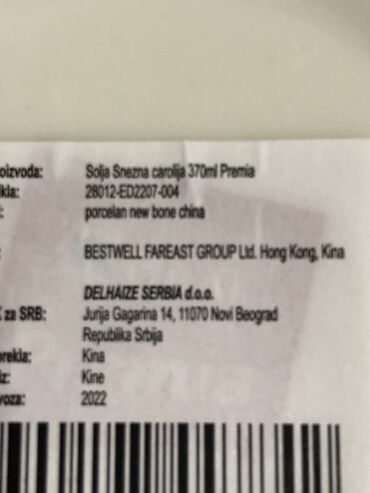 oizvoda: Solja Snezna carolija 370ml Premia
ikla: 28012-ED2207-004
: porcelan new bone china
: BESTWELL FAREAST GROUP Ltd. Hong Kong, Kina
DELHAIZE SERBIA d.o.o.
za SRB: Jurija Gagarina 14, 11070 Novi Beograd
Republika Srbija
orekla: Kina
iz: Kine
voza: 2022